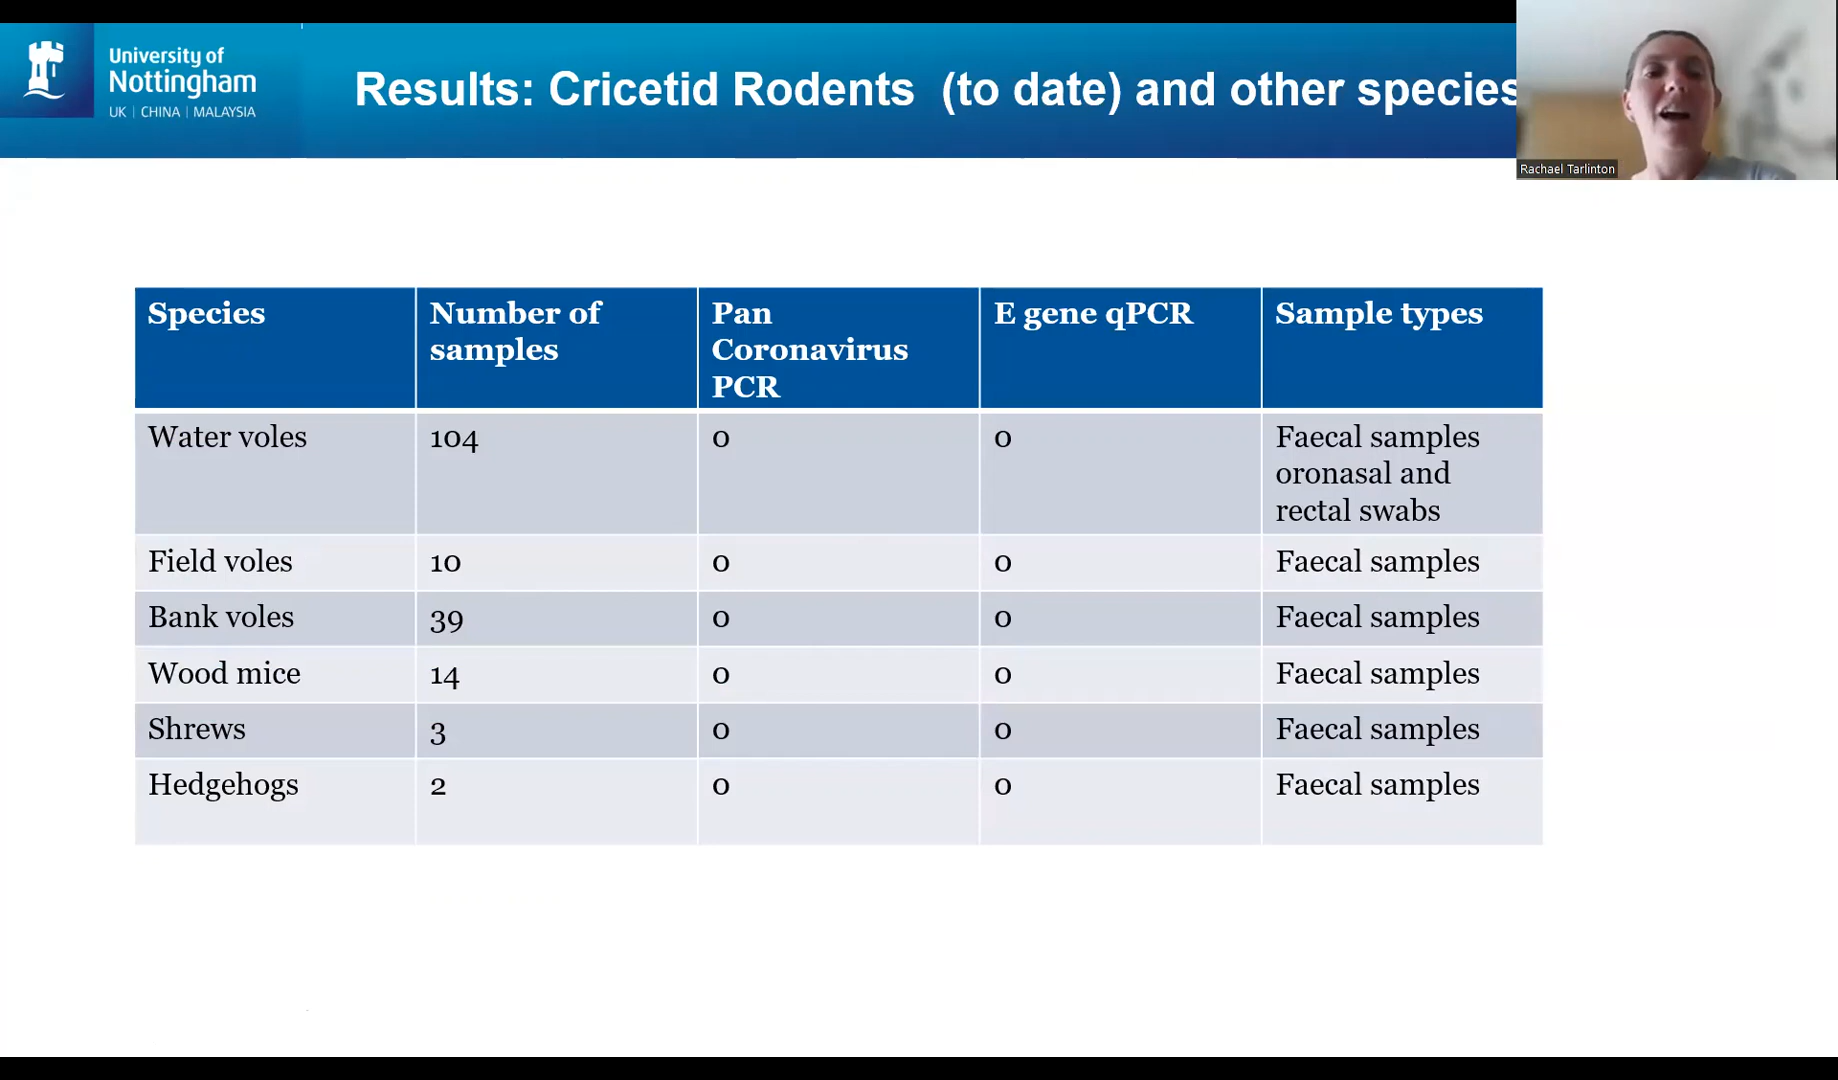 University of
Nottingham
UK | CHINA | MALAYSIA
Results: Cricetid Rodents (to date) and other species
Rachael Tarlinton
Species
Number of
samples
Pan
Coronavirus
PCR
E gene qPCR
Sample types
Water voles
104
0
0
Faecal samples
oronasal and
rectal swabs
Field voles
10
0
0
Faecal samples
Bank voles
39
0
0
Faecal samples
Wood mice
14
0
0
Faecal samples
Shrews
3
0
0
Faecal samples
Hedgehogs
2
0
0
Faecal samples